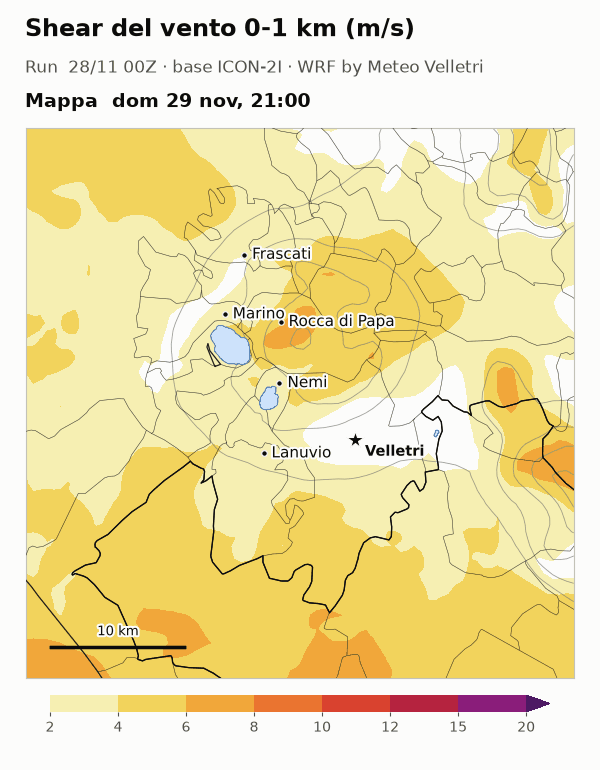 Shear del vento 0-1 km (m/s)
Run  28/11 00Z · base ICON-2I · WRF by Meteo Velletri
Mappa  dom 29 nov, 21:00
Frascati
Marino
Rocca di Papa
Nemi
Velletri
Lanuvio
10 km
2 4 6 8 10 12 15 20